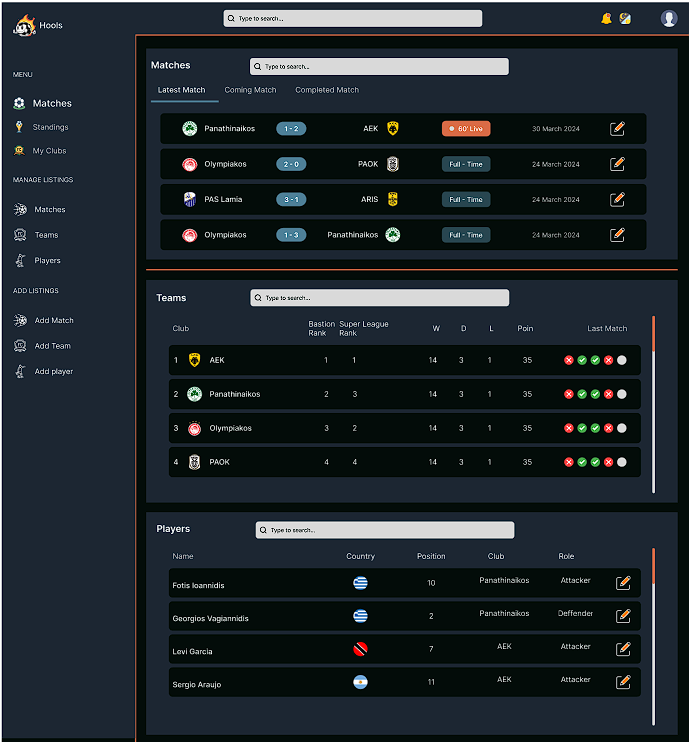 Hools
Type to search...
MENU
Matches
Standings
My Clubs
MANAGE LISTINGS
Matches
Teams
Players
ADD LISTINGS
Add Match
Add Team
Add player
Matches
Type to search...
Latest Match Coming Match Completed Match
Panathinaikos 1 - 2 AEK 60' Live 30 March 2024
Olympiakos 2 - 0 PAOK Full - Time 24 March 2024
PAS Lamia 3 - 1 ARIS Full - Time 24 March 2024
Olympiakos 1 - 3 Panathinaikos Full - Time 24 March 2024
Teams
Type to search...
Club Bastion Rank Super League Rank W D L Poin Last Match
1 AEK 1 1 14 3 1 35
2 Panathinaikos 2 3 14 3 1 35
3 Olympiakos 3 2 14 3 1 35
4 PAOK 4 4 14 3 1 35
Players
Type to search...
Name Country Position Club Role
Fotis Ioannidis 10 Panathinaikos Attacker
Georgios Vagiannidis 2 Panathinaikos Deffender
Levi Garcia 7 AEK Attacker
Sergio Araujo 11 AEK Attacker